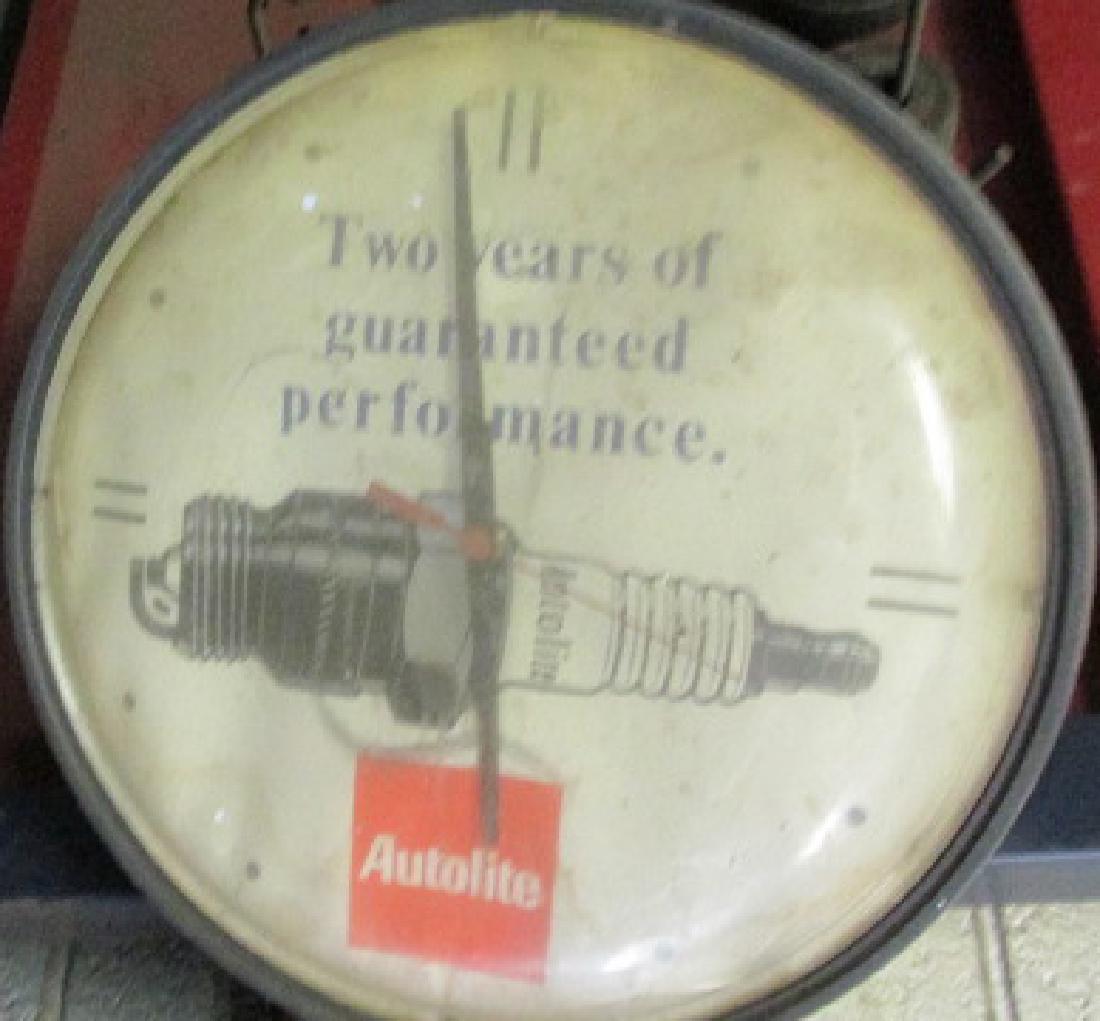 Two years of
guaranteed
performance.
Autolite
Autolite